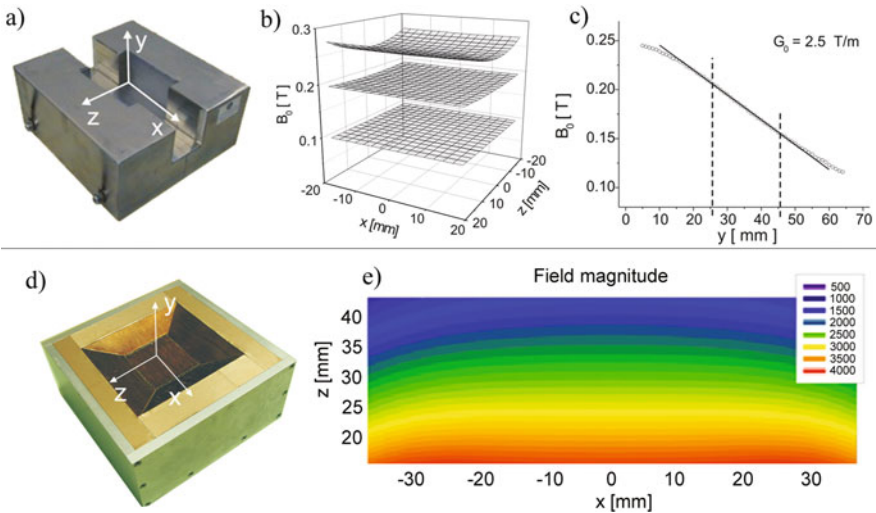 a)
y
z
x
b)
0.3
0.2
0.1
B0 [ T ]
-20
-10
0
10
20
x [mm]
-20
-10
0
10
20
z [mm]
c)
G0 = 2.5 T/m
0.25
0.20
0.15
0.10
B0 [ T ]
0 10 20 30 40 50 60 70
y [ mm ]
d)
y
z
x
e)
Field magnitude
500
1000
1500
2000
2500
3000
3500
4000
40
35
30
25
20
z [mm]
-30 -20 -10 0 10 20 30
x [mm]